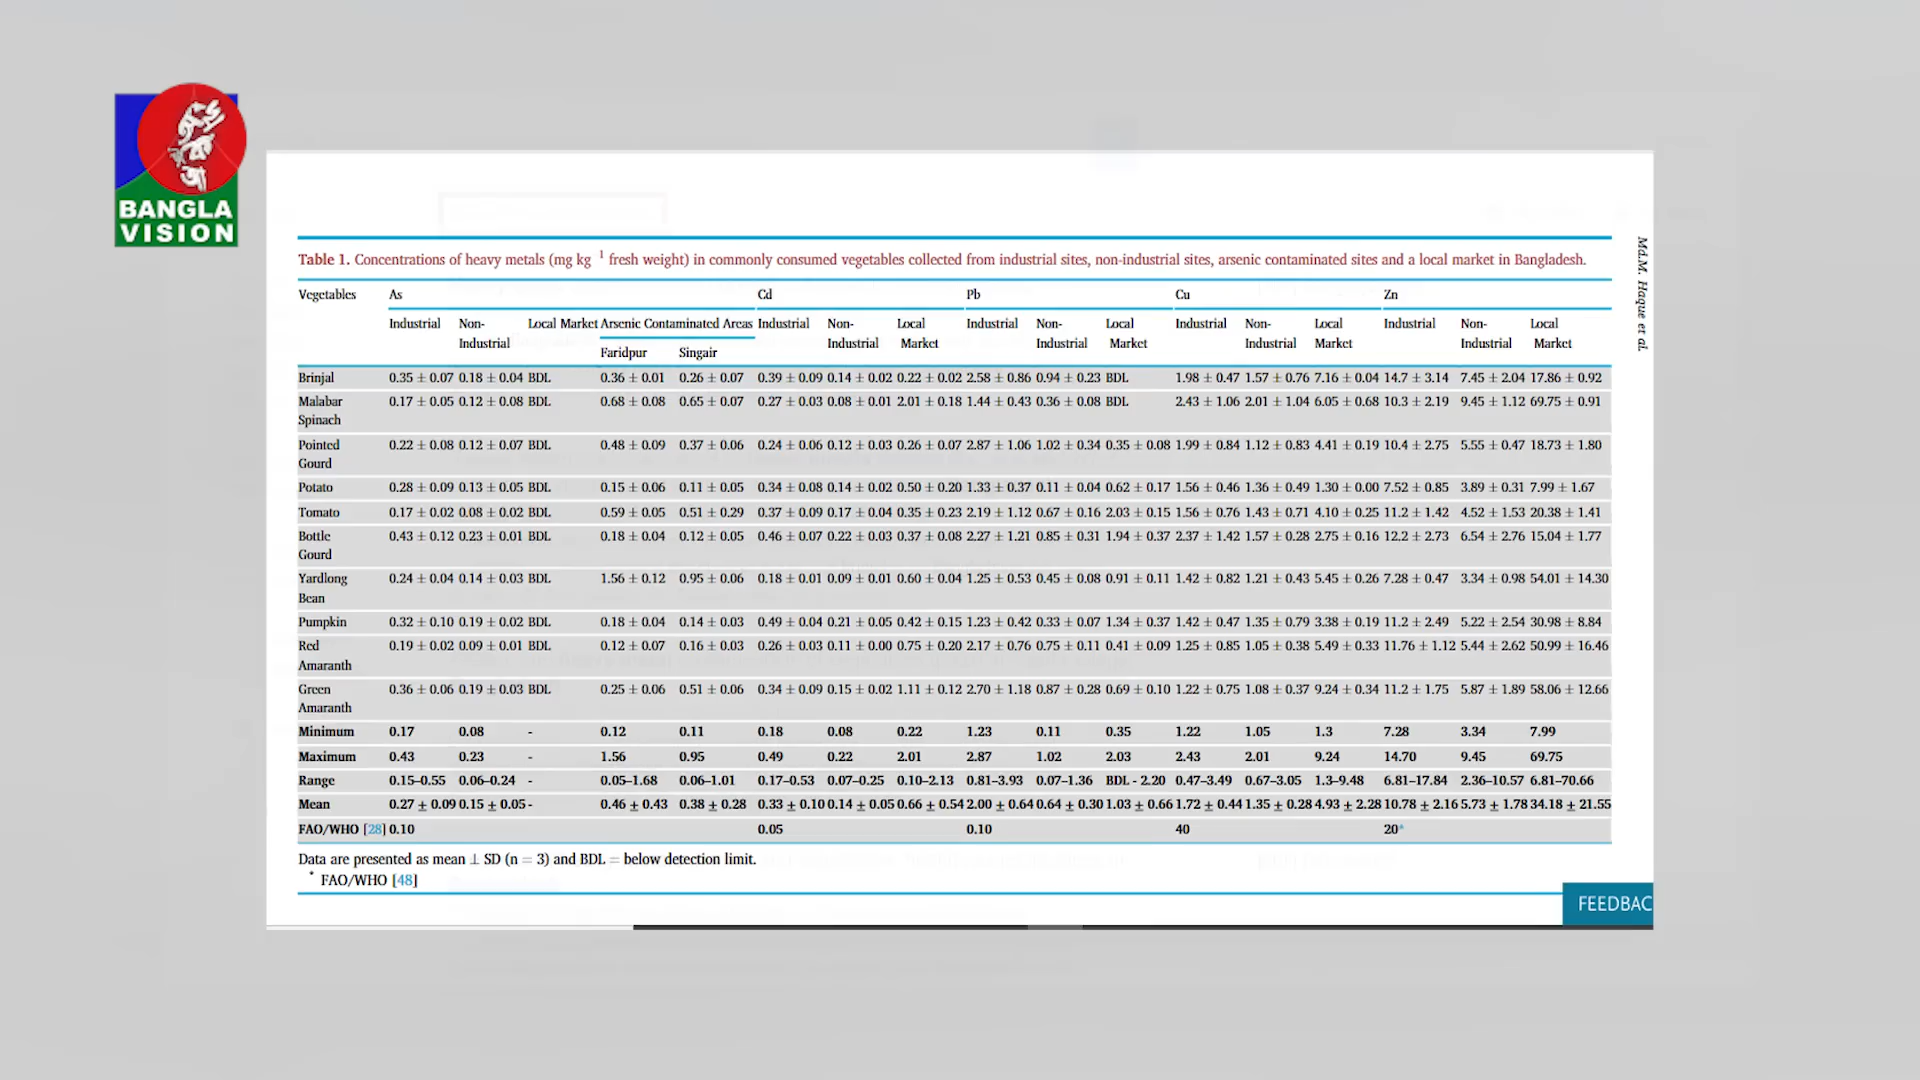 বাংলাভিশন
BANGLA
VISION
Md.M. Haque et al.
Table 1. Concentrations of heavy metals (mg kg 1 fresh weight) in commonly consumed vegetables collected from industrial sites, non-industrial sites, arsenic contaminated sites and a local market in Bangladesh.
Vegetables As Cd Pb Cu Zn
Industrial Non-Industrial Local Market Arsenic Contaminated Areas Industrial Non-Industrial Local Market Industrial Non-Industrial Local Market Industrial Non-Industrial Local Market Industrial Non-Industrial Local Market
Faridpur Singair
Brinjal 0.35 ± 0.07 0.18 ± 0.04 BDL 0.36 ± 0.01 0.26 ± 0.07 0.39 ± 0.09 0.14 ± 0.02 0.22 ± 0.02 2.58 ± 0.86 0.94 ± 0.23 BDL 1.98 ± 0.47 1.57 ± 0.76 7.16 ± 0.04 14.7 ± 3.14 7.45 ± 2.04 17.86 ± 0.92
Malabar Spinach 0.17 ± 0.05 0.12 ± 0.08 BDL 0.68 ± 0.08 0.65 ± 0.07 0.27 ± 0.03 0.08 ± 0.01 2.01 ± 0.18 1.44 ± 0.43 0.36 ± 0.08 BDL 2.43 ± 1.06 2.01 ± 1.04 6.05 ± 0.68 10.3 ± 2.19 9.45 ± 1.12 69.75 ± 0.91
Pointed Gourd 0.22 ± 0.08 0.12 ± 0.07 BDL 0.48 ± 0.09 0.37 ± 0.06 0.24 ± 0.06 0.12 ± 0.03 0.26 ± 0.07 2.87 ± 1.06 1.02 ± 0.34 0.35 ± 0.08 1.99 ± 0.84 1.12 ± 0.83 4.41 ± 0.19 10.4 ± 2.75 5.55 ± 0.47 18.73 ± 1.80
Potato 0.28 ± 0.09 0.13 ± 0.05 BDL 0.15 ± 0.06 0.11 ± 0.05 0.34 ± 0.08 0.14 ± 0.02 0.50 ± 0.20 1.33 ± 0.37 0.11 ± 0.04 0.62 ± 0.17 1.56 ± 0.46 1.36 ± 0.49 1.30 ± 0.00 7.52 ± 0.85 3.89 ± 0.31 7.99 ± 1.67
Tomato 0.17 ± 0.02 0.08 ± 0.02 BDL 0.59 ± 0.05 0.51 ± 0.29 0.37 ± 0.09 0.17 ± 0.04 0.35 ± 0.23 2.19 ± 1.12 0.67 ± 0.16 2.03 ± 0.15 1.56 ± 0.76 1.43 ± 0.71 4.10 ± 0.25 11.2 ± 1.42 4.52 ± 1.53 20.38 ± 1.41
Bottle Gourd 0.43 ± 0.12 0.23 ± 0.01 BDL 0.18 ± 0.04 0.12 ± 0.05 0.46 ± 0.07 0.22 ± 0.03 0.37 ± 0.08 2.27 ± 1.21 0.85 ± 0.31 1.94 ± 0.37 2.37 ± 1.42 1.57 ± 0.28 2.75 ± 0.16 12.2 ± 2.73 6.54 ± 2.76 15.04 ± 1.77
Yardlong Bean 0.24 ± 0.04 0.14 ± 0.03 BDL 1.56 ± 0.12 0.95 ± 0.06 0.18 ± 0.01 0.09 ± 0.01 0.60 ± 0.04 1.25 ± 0.53 0.45 ± 0.08 0.91 ± 0.11 1.42 ± 0.82 1.21 ± 0.43 5.45 ± 0.26 7.28 ± 0.47 3.34 ± 0.98 54.01 ± 14.30
Pumpkin 0.32 ± 0.10 0.19 ± 0.02 BDL 0.18 ± 0.04 0.14 ± 0.03 0.49 ± 0.04 0.21 ± 0.05 0.42 ± 0.15 1.23 ± 0.42 0.33 ± 0.07 1.34 ± 0.37 1.42 ± 0.47 1.35 ± 0.79 3.38 ± 0.19 11.2 ± 2.49 5.22 ± 2.54 30.98 ± 8.84
Red Amaranth 0.19 ± 0.02 0.09 ± 0.01 BDL 0.12 ± 0.07 0.16 ± 0.03 0.26 ± 0.03 0.11 ± 0.00 0.75 ± 0.20 2.17 ± 0.76 0.75 ± 0.11 0.41 ± 0.09 1.25 ± 0.85 1.05 ± 0.38 5.49 ± 0.33 11.76 ± 1.12 5.44 ± 2.62 50.99 ± 16.46
Green Amaranth 0.36 ± 0.06 0.19 ± 0.03 BDL 0.25 ± 0.06 0.51 ± 0.06 0.34 ± 0.09 0.15 ± 0.02 1.11 ± 0.12 2.70 ± 1.18 0.87 ± 0.28 0.69 ± 0.10 1.22 ± 0.75 1.08 ± 0.37 9.24 ± 0.34 11.2 ± 1.75 5.87 ± 1.89 58.06 ± 12.66
Minimum 0.17 0.08 - 0.12 0.11 0.18 0.08 0.22 1.23 0.11 0.35 1.22 1.05 1.3 7.28 3.34 7.99
Maximum 0.43 0.23 - 1.56 0.95 0.49 0.22 2.01 2.87 1.02 2.03 2.43 2.01 9.24 14.70 9.45 69.75
Range 0.15–0.55 0.06–0.24 - 0.05–1.68 0.06–1.01 0.17–0.53 0.07–0.25 0.10–2.13 0.81–3.93 0.07–1.36 BDL - 2.20 0.47–3.49 0.67–3.05 1.3–9.48 6.81–17.84 2.36–10.57 6.81–70.66
Mean 0.27 ± 0.09 0.15 ± 0.05 - 0.46 ± 0.43 0.38 ± 0.28 0.33 ± 0.10 0.14 ± 0.05 0.66 ± 0.54 2.00 ± 0.64 0.64 ± 0.30 1.03 ± 0.66 1.72 ± 0.44 1.35 ± 0.28 4.93 ± 2.28 10.78 ± 2.16 5.73 ± 1.78 34.18 ± 21.55
FAO/WHO [28] 0.10 0.05 0.10 40 20*
Data are presented as mean ⊥ SD (n = 3) and BDL = below detection limit.
* FAO/WHO [48]
FEEDBAC